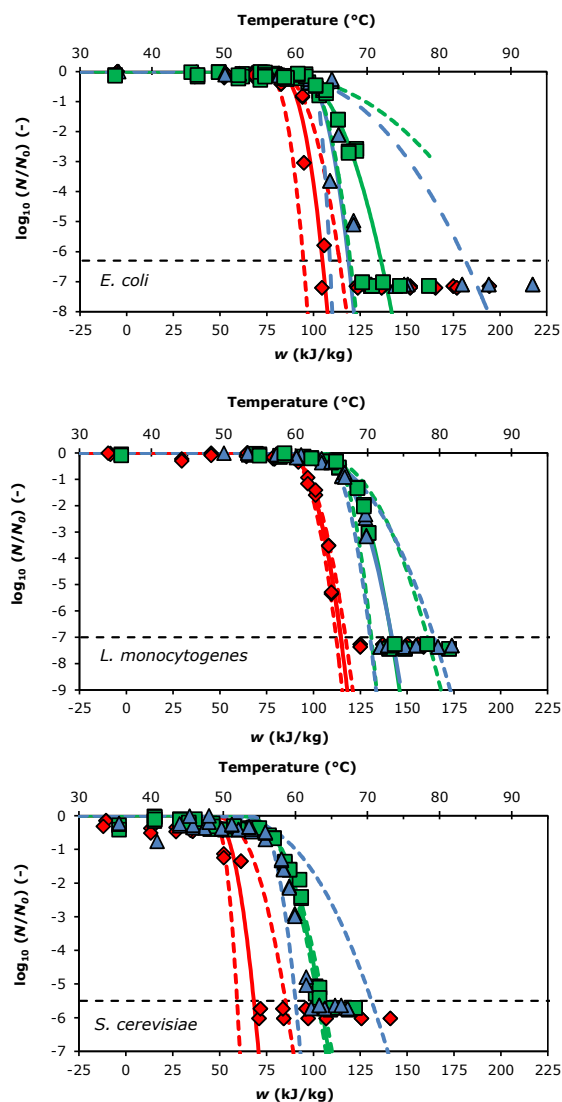 Temperature (°C)
30 40 50 60 70 80 90
0
-1
-2
-3
-4
-5
-6
-7
-8
log10 (N/N0) (-)
E. coli
-25 0 25 50 75 100 125 150 175 200 225
w (kJ/kg)
Temperature (°C)
30 40 50 60 70 80 90
0
-1
-2
-3
-4
-5
-6
-7
-8
-9
log10 (N/N0) (-)
L. monocytogenes
-25 0 25 50 75 100 125 150 175 200 225
w (kJ/kg)
Temperature (°C)
30 40 50 60 70 80 90
0
-1
-2
-3
-4
-5
-6
-7
log10 (N/N0) (-)
S. cerevisiae
-25 0 25 50 75 100 125 150 175 200 225
w (kJ/kg)